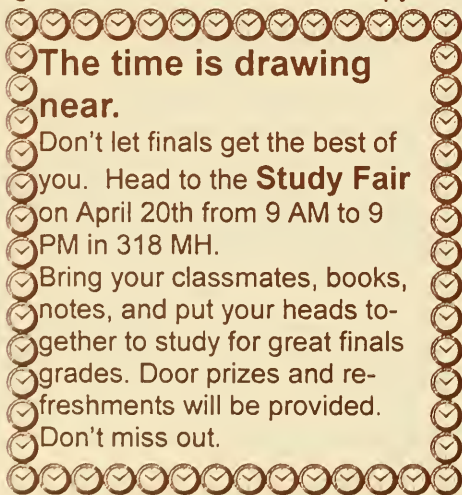 The time is drawing
near.
Don't let finals get the best of
you. Head to the Study Fair
on April 20th from 9 AM to 9
PM in 318 MH.
Bring your classmates, books,
notes, and put your heads to-
gether to study for great finals
grades. Door prizes and re-
freshments will be provided.
Don't miss out.